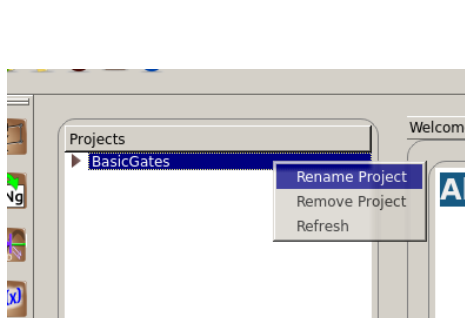 Projects
Welcom
BasicGates
Rename Project
Remove Project
Refresh